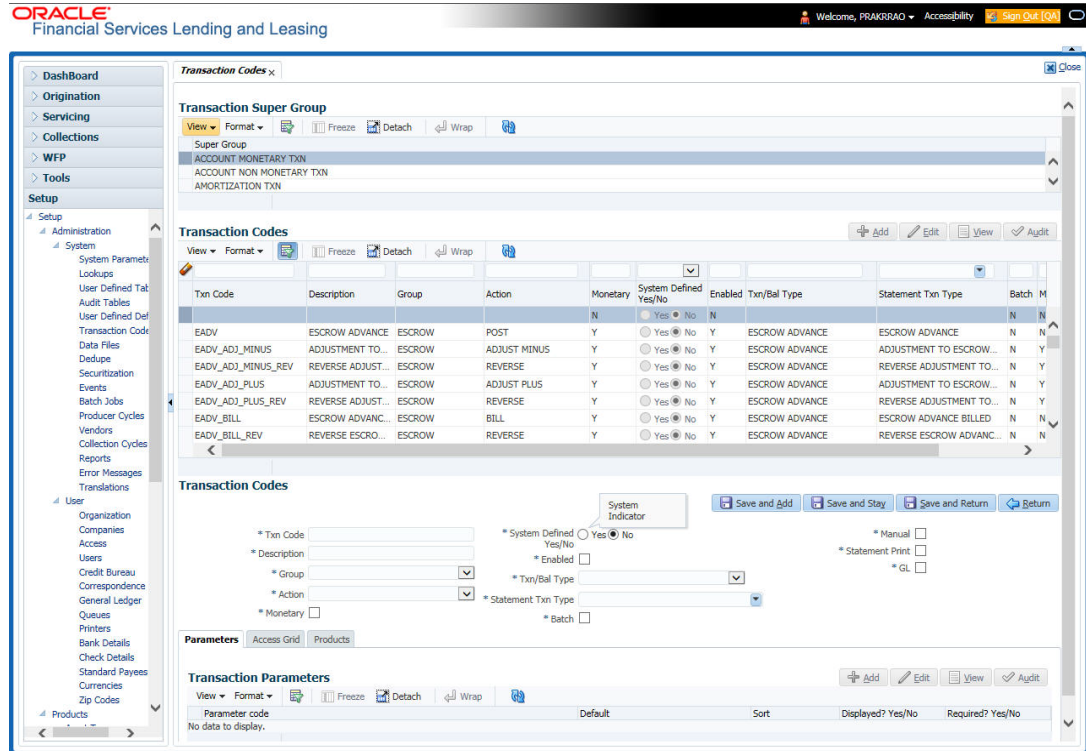 ORACLE
Financial Services Lending and Leasing
Welcome, PRAKRRAO Accessibility Sign Out [QA]
DashBoard
Origination
Servicing
Collections
WFP
Tools
Setup
Setup
Administration
System
System Paramete
Lookups
User Defined Tab
Audit Tables
User Defined Def
Transaction Code
Data Files
Dedupe
Securitization
Events
Batch Jobs
Producer Cycles
Vendors
Collection Cycles
Reports
Error Messages
Translations
User
Organization
Companies
Access
Users
Credit Bureau
Correspondence
General Ledger
Queues
Printers
Bank Details
Check Details
Standard Payees
Currencies
Zip Codes
Products
Transaction Codes x
Close
Transaction Super Group
View Format Freeze Detach Wrap
Super Group
ACCOUNT MONETARY TXN
ACCOUNT NON MONETARY TXN
AMORTIZATION TXN
Transaction Codes
Add Edit View Audit
View Format Freeze Detach Wrap
Txn Code Description Group Action Monetary System Defined Yes/No Enabled Txn/Bal Type Statement Txn Type Batch M
N Yes No N N N
EADV ESCROW ADVANCE ESCROW POST Y Yes No Y ESCROW ADVANCE ESCROW ADVANCE N N
EADV_ADJ_MINUS ADJUSTMENT TO... ESCROW ADJUST MINUS Y Yes No Y ESCROW ADVANCE ADJUSTMENT TO ESCROW... N Y
EADV_ADJ_MINUS_REV REVERSE ADJUST... ESCROW REVERSE Y Yes No Y ESCROW ADVANCE REVERSE ADJUSTMENT TO... N Y
EADV_ADJ_PLUS ADJUSTMENT TO... ESCROW ADJUST PLUS Y Yes No Y ESCROW ADVANCE ADJUSTMENT TO ESCROW... N Y
EADV_ADJ_PLUS_REV REVERSE ADJUST... ESCROW REVERSE Y Yes No Y ESCROW ADVANCE REVERSE ADJUSTMENT TO... N Y
EADV_BILL ESCROW ADVANC... ESCROW BILL Y Yes No Y ESCROW ADVANCE ESCROW ADVANCE BILLED N N
EADV_BILL_REV REVERSE ESCRO... ESCROW REVERSE Y Yes No Y ESCROW ADVANCE REVERSE ESCROW ADVANC... N N
Transaction Codes
Save and Add Save and Stay Save and Return Return
System
Indicator
* Txn Code
* Description
* Group
* Action
* Monetary
* System Defined Yes No
Yes/No
* Enabled
* Txn/Bal Type
* Statement Txn Type
* Batch
* Manual
* Statement Print
* GL
Parameters Access Grid Products
Transaction Parameters
Add Edit View Audit
View Format Freeze Detach Wrap
Parameter code Default Sort Displayed? Yes/No Required? Yes/No
No data to display.